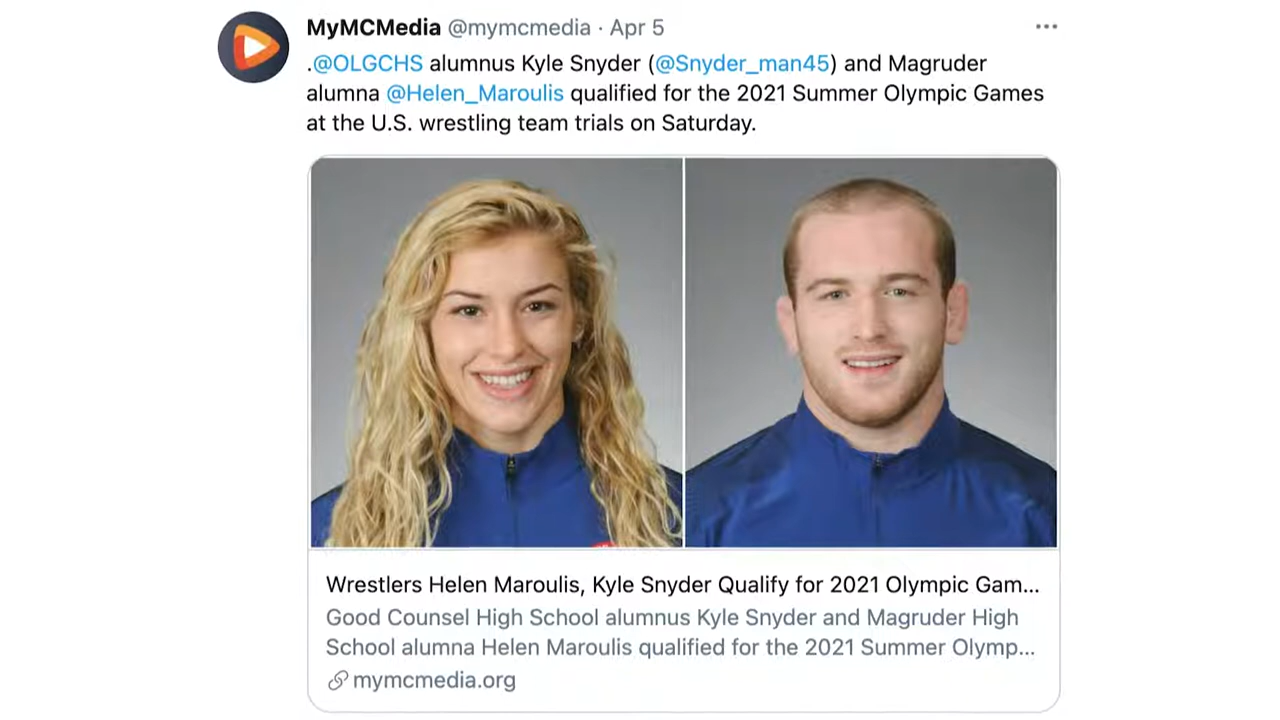 MyMCMedia @mymcmedia · Apr 5
.@OLGCHS alumnus Kyle Snyder (@Snyder_man45) and Magruder
alumna @Helen_Maroulis qualified for the 2021 Summer Olympic Games
at the U.S. wrestling team trials on Saturday.
Wrestlers Helen Maroulis, Kyle Snyder Qualify for 2021 Olympic Gam...
Good Counsel High School alumnus Kyle Snyder and Magruder High
School alumna Helen Maroulis qualified for the 2021 Summer Olymp...
mymcmedia.org